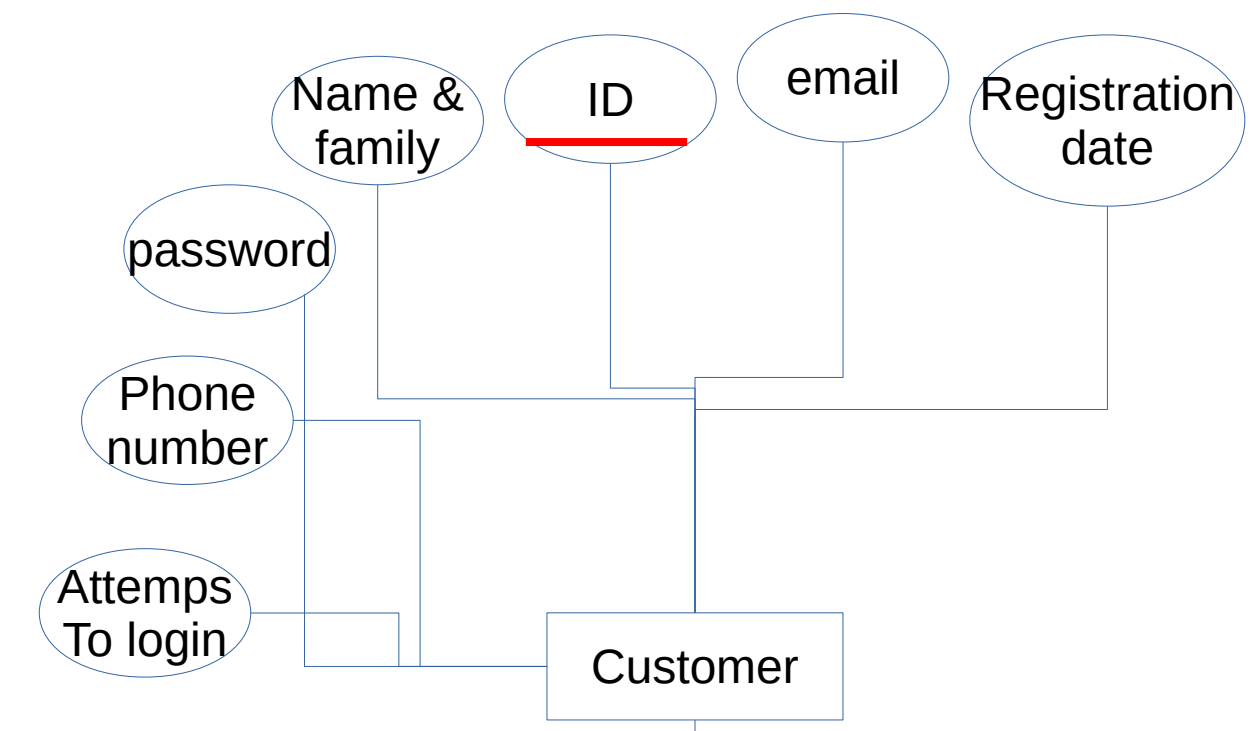 Name &
family
ID
email
Registration
date
password
Phone
number
Attemps
To login
Customer